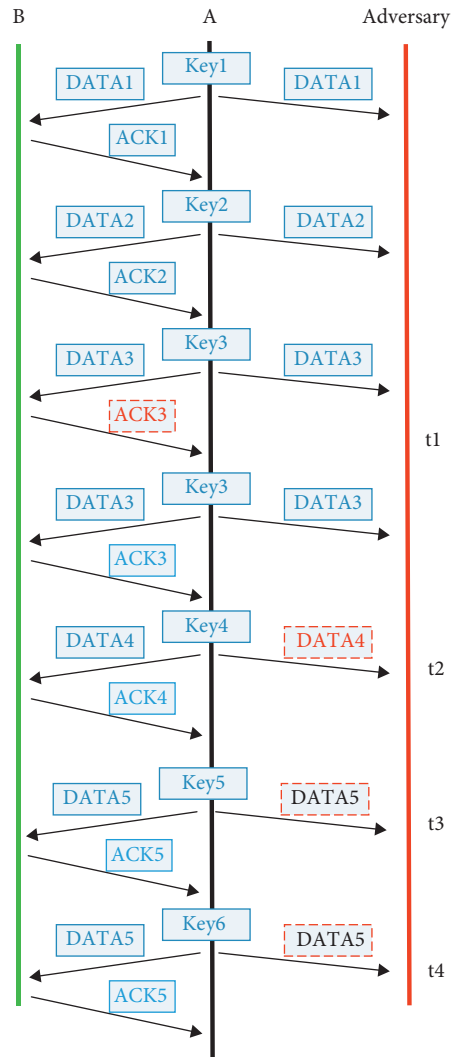 B A Adversary
Key1
DATA1 DATA1
ACK1
Key2
DATA2 DATA2
ACK2
Key3
DATA3 DATA3
ACK3
t1
Key3
DATA3 DATA3
ACK3
Key4
DATA4 DATA4
t2
ACK4
Key5
DATA5 DATA5
t3
ACK5
Key6
DATA5 DATA5
t4
ACK5